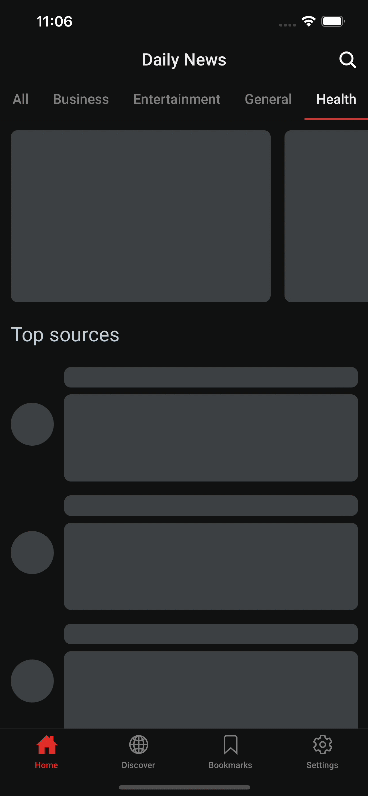 11:06
Daily News
All Business Entertainment General Health
Top sources
Home Discover Bookmarks Settings